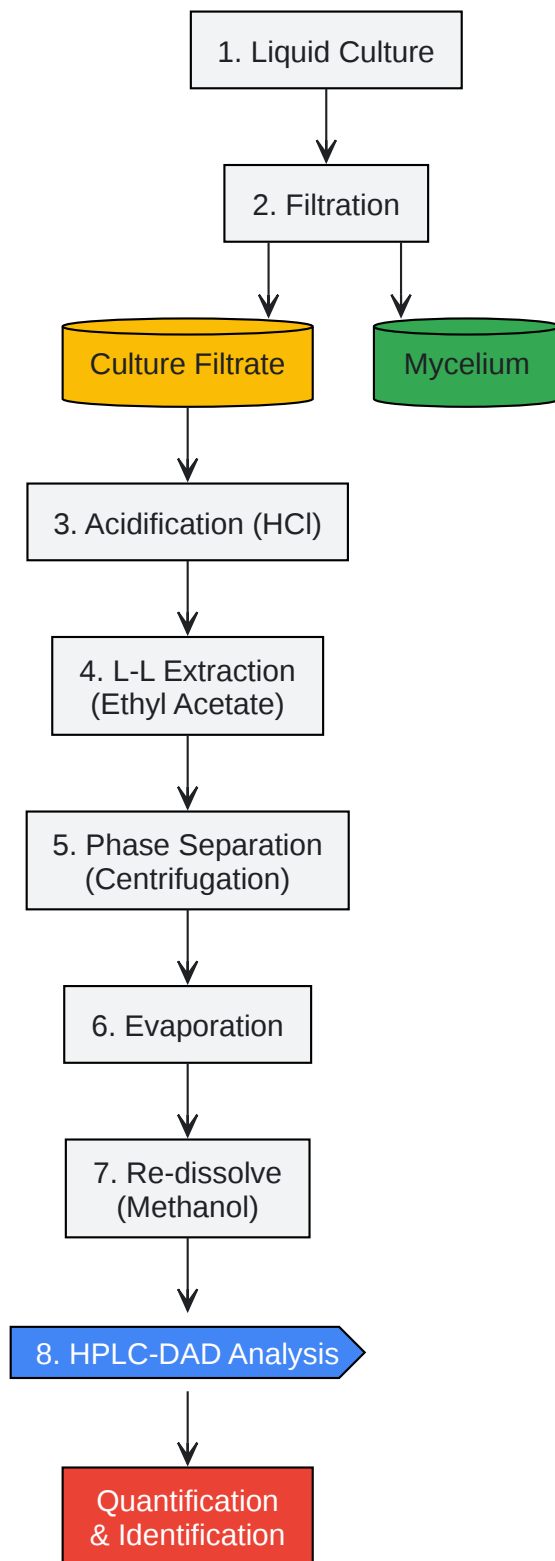 1. Liquid Culture
2. Filtration
Culture Filtrate
Mycelium
3. Acidification (HCl)
4. L-L Extraction
(Ethyl Acetate)
5. Phase Separation
(Centrifugation)
6. Evaporation
7. Re-dissolve
(Methanol)
8. HPLC-DAD Analysis
Quantification
& Identification